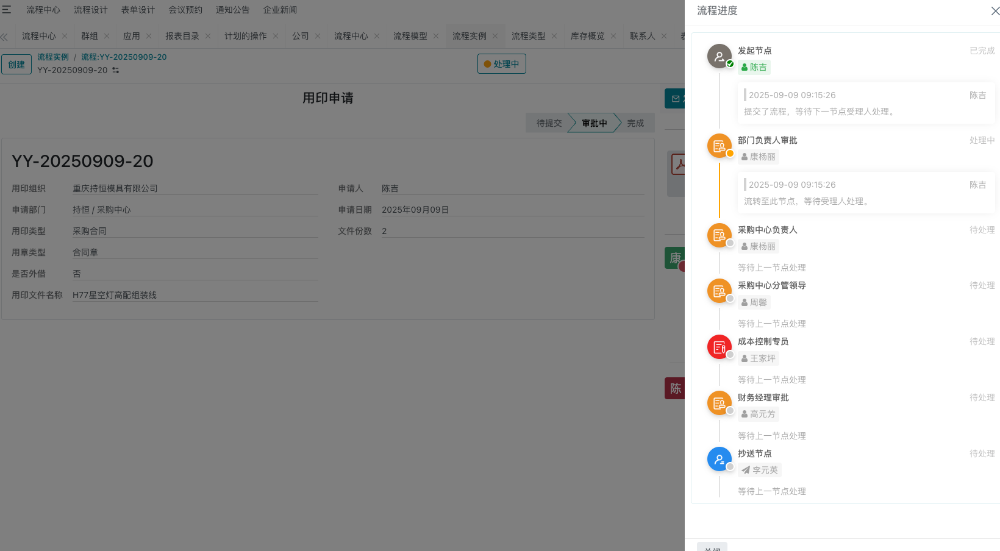 流程中心 流程设计 表单设计 会议预约 通知公告 企业新闻
流程中心 群组 应用 报表目录 计划的操作 公司 流程中心 流程模型 流程实例 流程类型 库存概览 联系人
创建
流程实例 / 流程:YY-20250909-20
YY-20250909-20
处理中
用印申请
待提交 审批中 完成
YY-20250909-20
用印组织 重庆持恒模具有限公司 申请人 陈吉
申请部门 持恒 / 采购中心 申请日期 2025年09月09日
用印类型 采购合同 文件份数 2
用章类型 合同章
是否外借 否
用印文件名称 H77星空灯高配组装线
康
陈
流程进度
发起节点 已完成
陈吉
2025-09-09 09:15:26 陈吉
提交了流程，等待下一节点受理人处理。
部门负责人审批 处理中
康杨丽
2025-09-09 09:15:26 陈吉
流转至此节点，等待受理人处理。
采购中心负责人 待处理
康杨丽
等待上一节点处理
采购中心分管领导 待处理
周馨
等待上一节点处理
成本控制专员 待处理
王家坪
等待上一节点处理
财务经理审批 待处理
高元芳
等待上一节点处理
抄送节点 待处理
李元英
等待上一节点处理
关闭